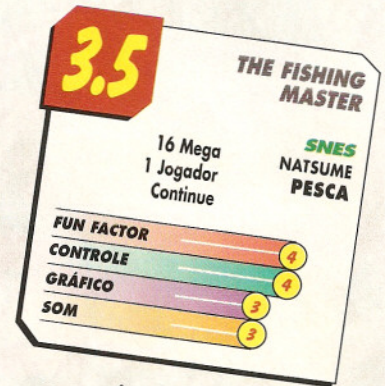 3.5
THE FISHING
MASTER
16 Mega
1 Jogador
Continue
SNES
NATSUME
PESCA
FUN FACTOR 4
CONTROLE 4
GRÁFICO 3
SOM 3